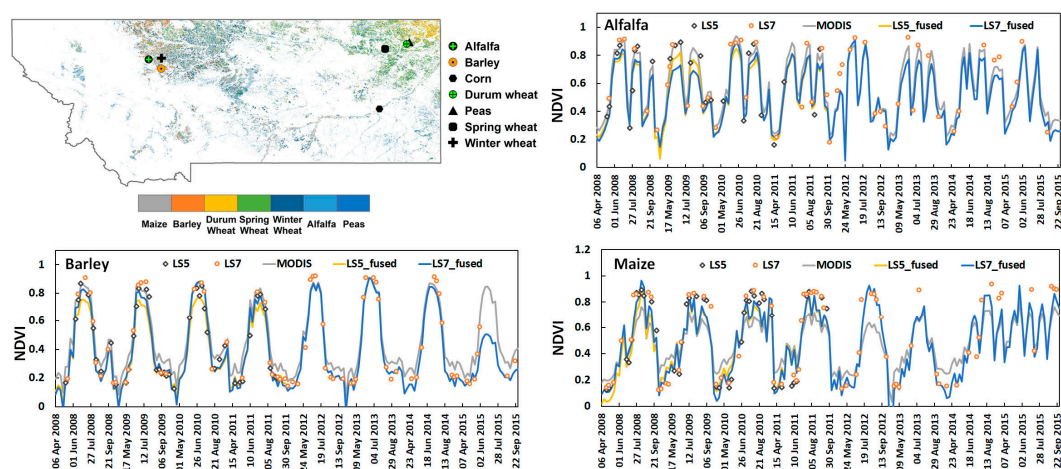 Alfalfa
Barley
Corn
Durum wheat
Peas
Spring wheat
Winter wheat
Maize Barley Durum Wheat Spring Wheat Winter Wheat Alfalfa Peas
Alfalfa
LS5 LS7 MODIS LS5_fused LS7_fused
NDVI
1
0.8
0.6
0.4
0.2
0
06 Apr 2008
01 Jun 2008
27 Jul 2008
21 Sep 2008
17 May 2009
12 Jul 2009
06 Sep 2009
01 May 2010
26 Jun 2010
21 Aug 2010
15 Apr 2011
10 Jun 2011
05 Aug 2011
30 Sep 2011
24 May 2012
19 Jul 2012
13 Sep 2012
08 May 2013
04 Jul 2013
29 Aug 2013
23 Apr 2014
18 Jun 2014
13 Aug 2014
07 Apr 2015
02 Jun 2015
28 Jul 2015
22 Sep 2015
Barley
LS5 LS7 MODIS LS5_fused LS7_fused
NDVI
1
0.8
0.6
0.4
0.2
0
06 Apr 2008
01 Jun 2008
27 Jul 2008
21 Sep 2008
17 May 2009
12 Jul 2009
06 Sep 2009
01 May 2010
26 Jun 2010
21 Aug 2010
15 Apr 2011
10 Jun 2011
05 Aug 2011
30 Sep 2011
24 May 2012
19 Jul 2012
12 Sep 2012
08 May 2013
04 Jul 2013
29 Aug 2013
23 Apr 2014
18 Jun 2014
13 Aug 2014
07 Apr 2015
02 Jun 2015
28 Jul 2015
22 Sep 2015
Maize
LS5 LS7 MODIS LS5_fused LS7_fused
NDVI
1.2
1
0.8
0.6
0.4
0.2
0
06 Apr 2008
01 Jun 2008
27 Jul 2008
21 Sep 2008
17 May 2009
12 Jul 2009
06 Sep 2009
01 May 2010
26 Jun 2010
21 Aug 2010
15 Apr 2011
10 Jun 2011
05 Aug 2011
30 Sep 2011
24 May 2012
19 Jul 2012
12 Sep 2012
08 May 2013
04 Jul 2013
29 Aug 2013
23 Apr 2014
18 Jun 2014
13 Aug 2014
07 Apr 2015
02 Jun 2015
28 Jul 2015
22 Sep 2015